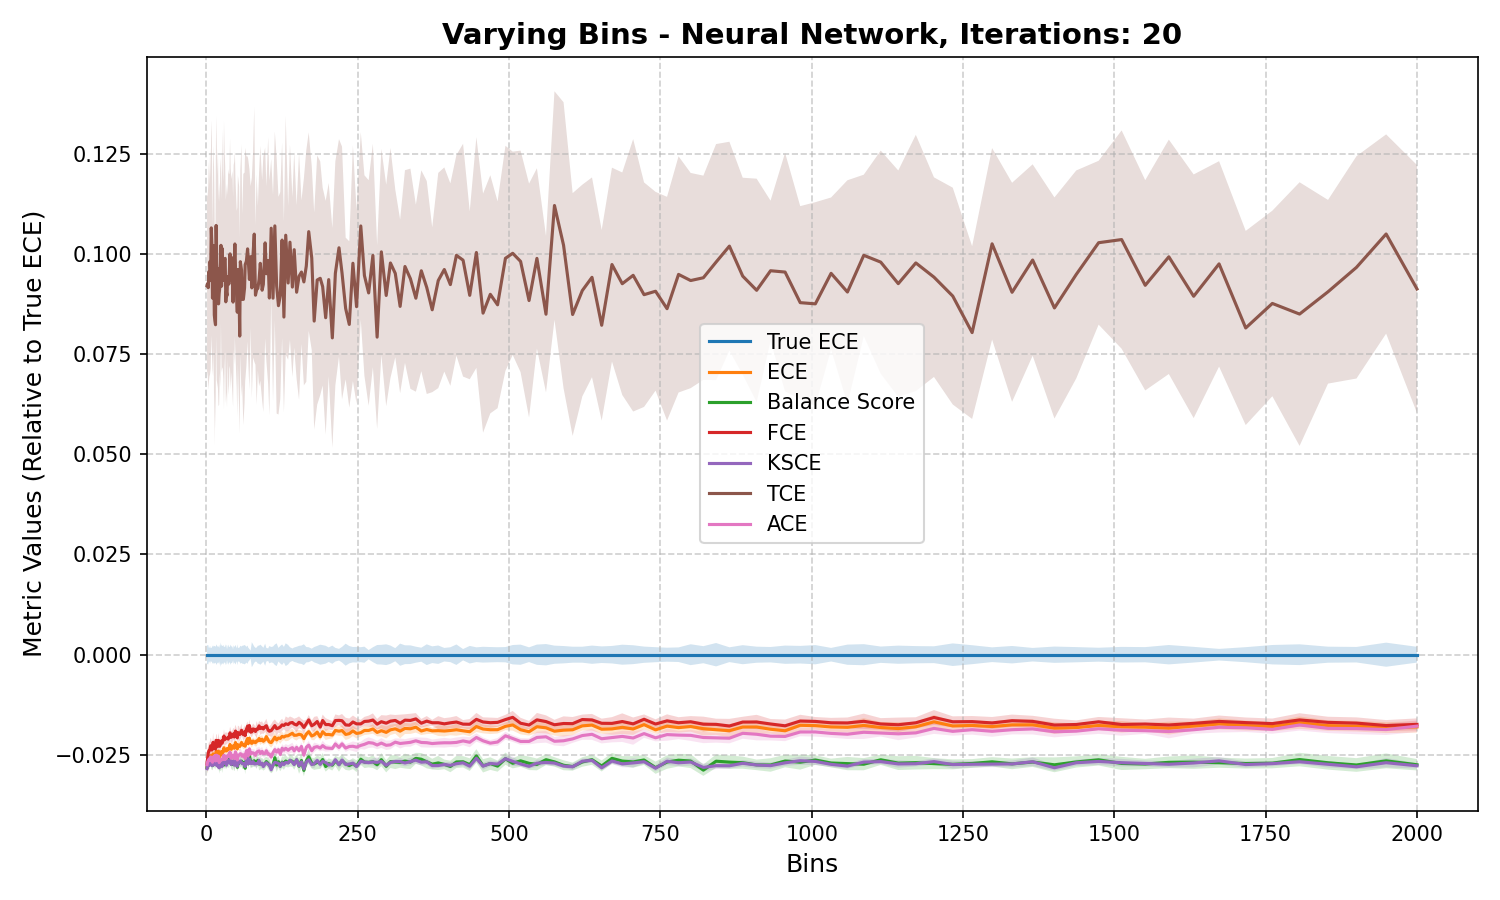 Varying Bins - Neural Network, Iterations: 20
Metric Values (Relative to True ECE)
0.125
0.100
0.075
0.050
0.025
0.000
−0.025
True ECE
ECE
Balance Score
FCE
KSCE
TCE
ACE
0 250 500 750 1000 1250 1500 1750 2000
Bins